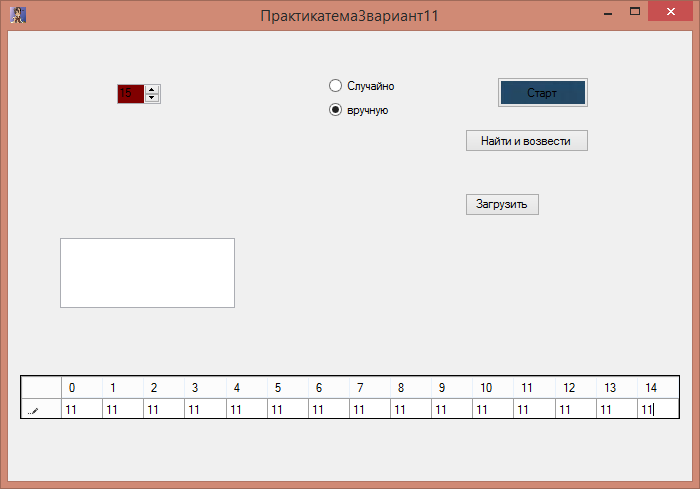 Практикатема3вариант11
15
Случайно
Старт
вручную
Найти и возвести
Загрузить
0 1 2 3 4 5 6 7 8 9 10 11 12 13 14
11 11 11 11 11 11 11 11 11 11 11 11 11 11 11